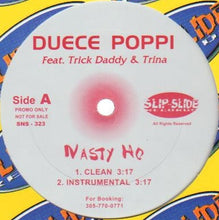 DUECE POPPI
Feat. Trick Daddy & Trina
Side A
PROMO ONLY
NOT FOR SALE
SNS - 323
SLIP-N-SLIDE
RECORDS
All Rights Reserved
Nasty Ho
1. CLEAN 3:17
2. INSTRUMENTAL 3:17
For Booking:
305-770-0771